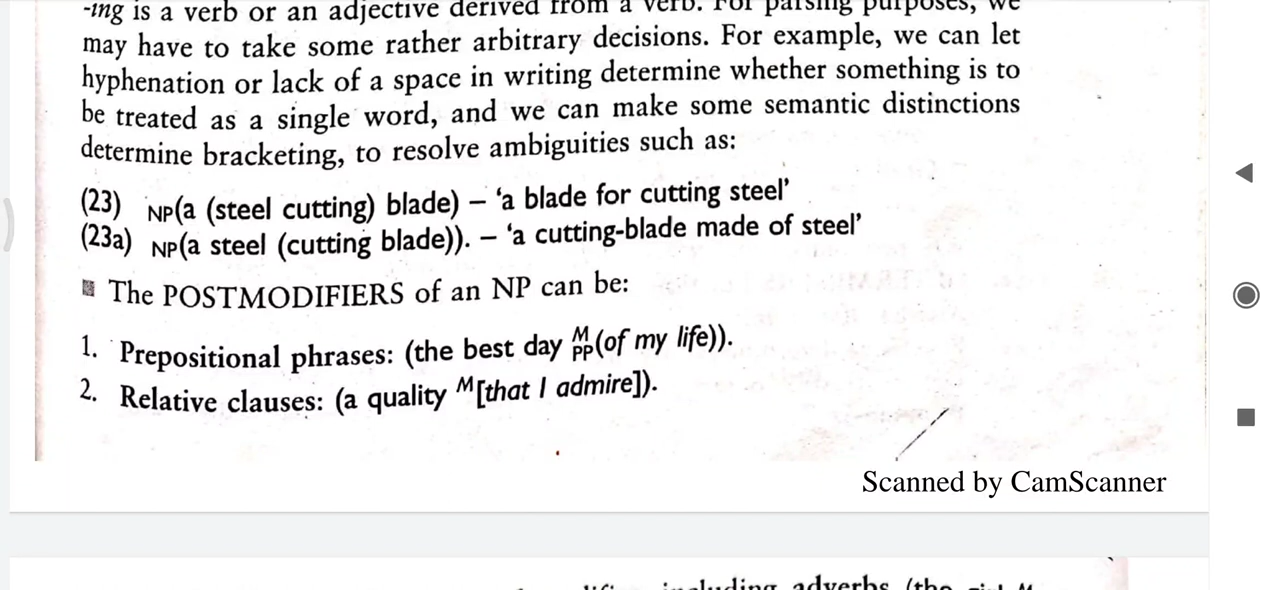 -ing is a verb or an adjective derived from a verb. For parsing purposes, we
may have to take some rather arbitrary decisions. For example, we can let
hyphenation or lack of a space in writing determine whether something is to
be treated as a single word, and we can make some semantic distinctions
determine bracketing, to resolve ambiguities such as:
(23) NP(a (steel cutting) blade) – ‘a blade for cutting steel’
(23a) NP(a steel (cutting blade)). – ‘a cutting-blade made of steel’
The POSTMODIFIERS of an NP can be:
1. Prepositional phrases: (the best day M PP(of my life)).
2. Relative clauses: (a quality M[that I admire]).
Scanned by CamScanner
including adverbs (the